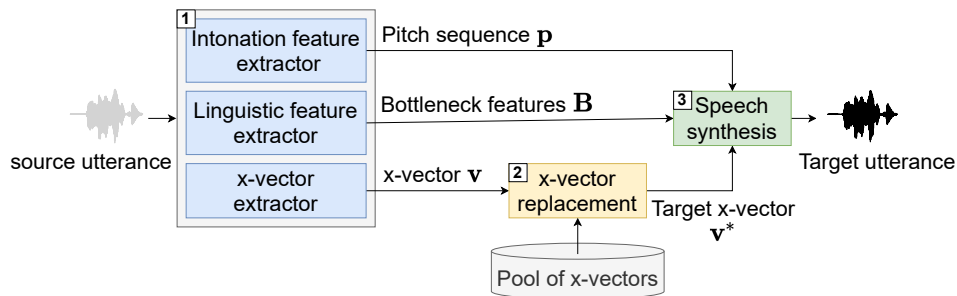 1
Intonation feature
extractor
Pitch sequence p
Linguistic feature
extractor
Bottleneck features B
3
Speech
synthesis
source utterance
Target utterance
x-vector
extractor
x-vector v
2
x-vector
replacement
Target x-vector
v*
Pool of x-vectors